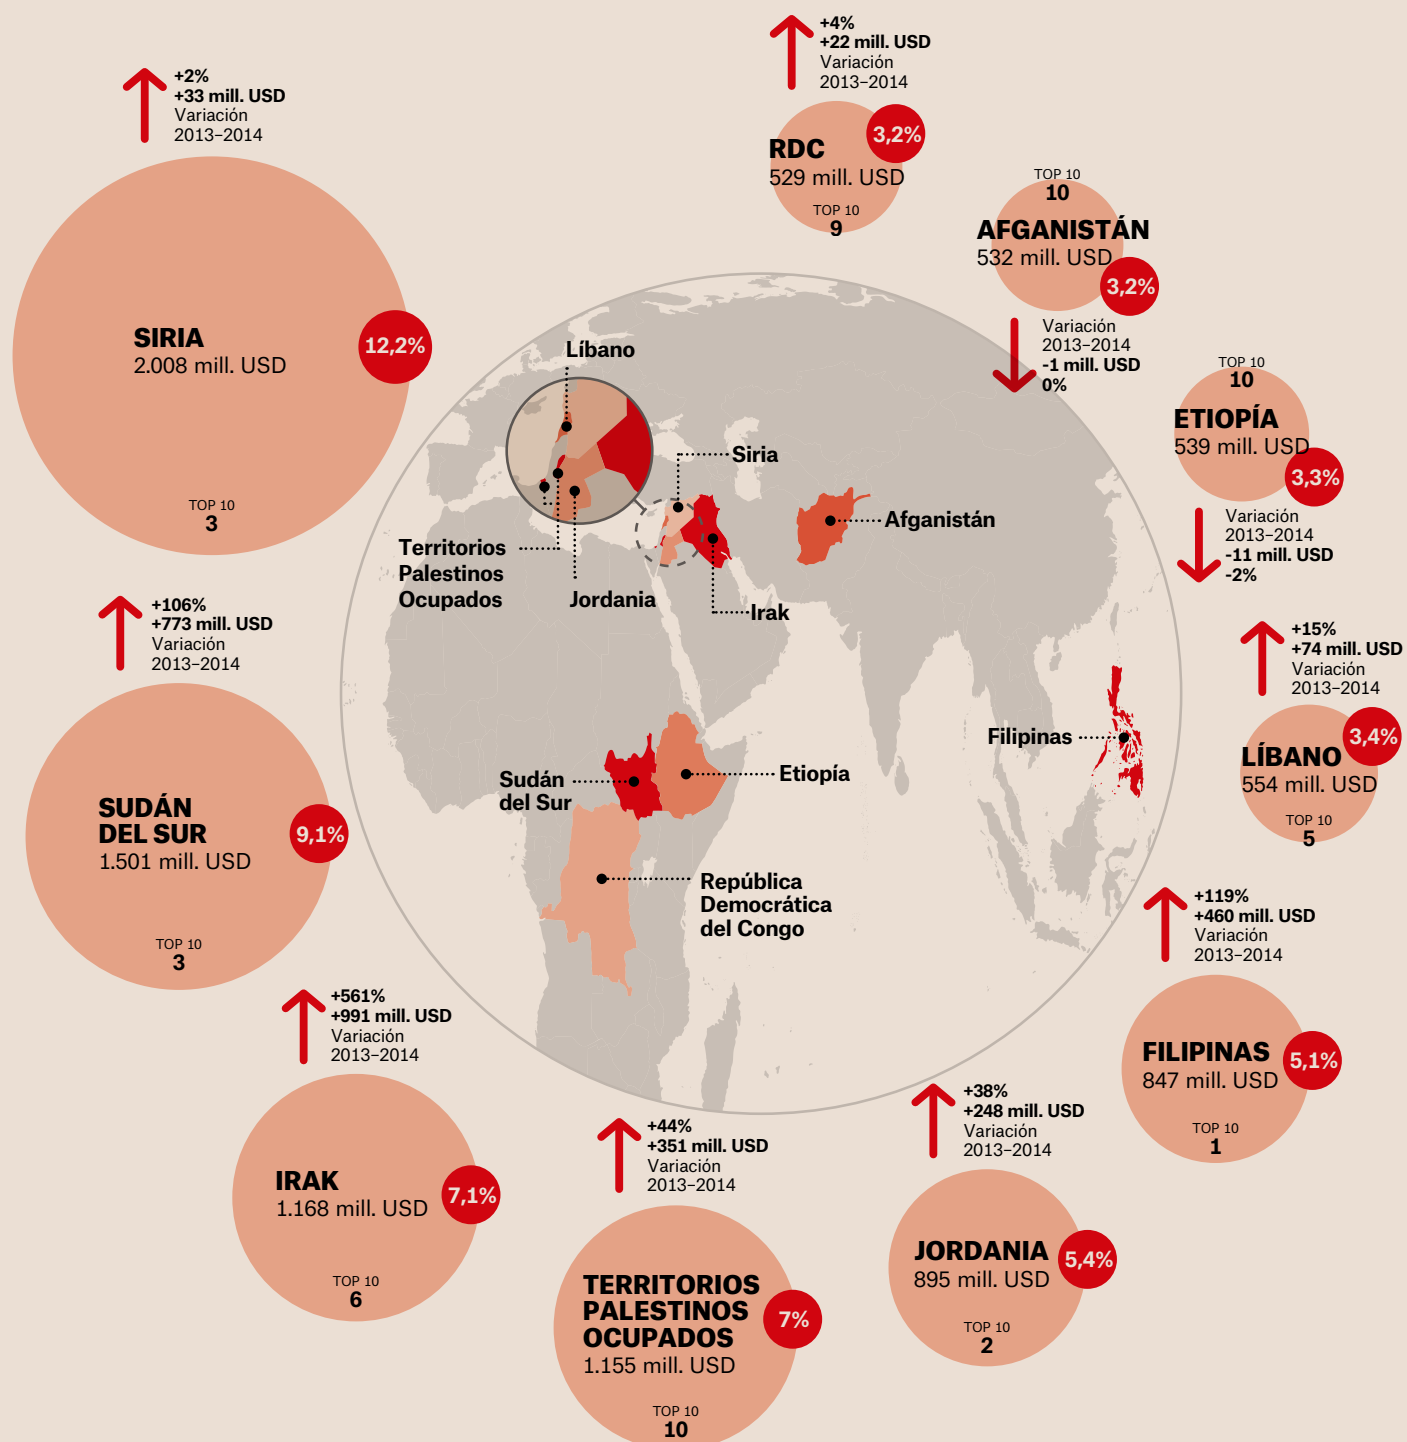 +2%
+33 mill. USD
Variación
2013–2014
SIRIA
2.008 mill. USD
12,2%
TOP 10
3
+106%
+773 mill. USD
Variación
2013–2014
SUDÁN
DEL SUR
1.501 mill. USD
9,1%
TOP 10
3
+561%
+991 mill. USD
Variación
2013–2014
IRAK
1.168 mill. USD
7,1%
TOP 10
6
+44%
+351 mill. USD
Variación
2013–2014
TERRITORIOS
PALESTINOS
OCUPADOS
1.155 mill. USD
7%
TOP 10
10
+38%
+248 mill. USD
Variación
2013–2014
JORDANIA
895 mill. USD
5,4%
TOP 10
2
+119%
+460 mill. USD
Variación
2013–2014
FILIPINAS
847 mill. USD
5,1%
TOP 10
1
+15%
+74 mill. USD
Variación
2013–2014
LÍBANO
554 mill. USD
3,4%
TOP 10
5
TOP 10
10
ETIOPÍA
539 mill. USD
3,3%
Variación
2013–2014
-11 mill. USD
-2%
TOP 10
10
AFGANISTÁN
532 mill. USD
3,2%
Variación
2013–2014
-1 mill. USD
0%
+4%
+22 mill. USD
Variación
2013–2014
RDC
529 mill. USD
3,2%
TOP 10
9
Líbano
Siria
Afganistán
Territorios
Palestinos
Ocupados
Jordania
Irak
Filipinas
Sudán
del Sur
Etiopía
República
Democrática
del Congo